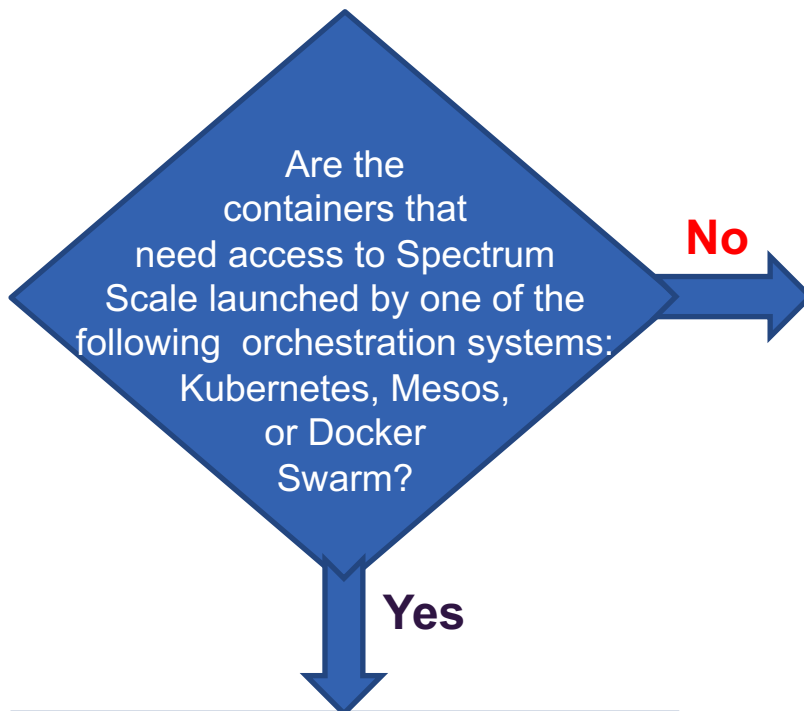 Are the
containers that
need access to Spectrum
Scale launched by one of the
following  orchestration systems:
Kubernetes, Mesos,
or Docker
Swarm?
No
Yes